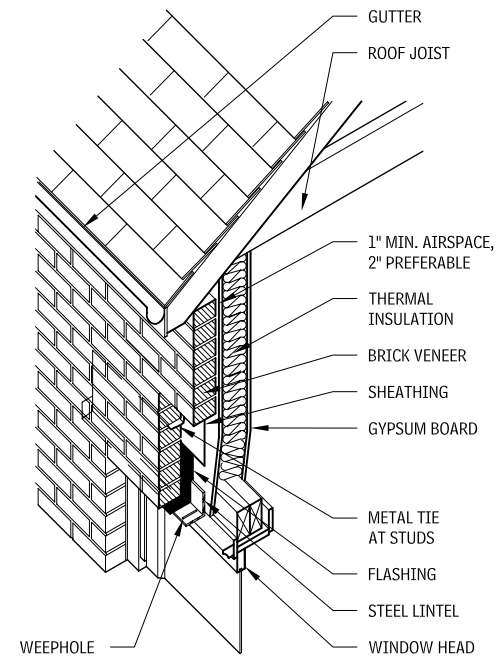 GUTTER
ROOF JOIST
1" MIN. AIRSPACE,
2" PREFERABLE
THERMAL
INSULATION
BRICK VENEER
SHEATHING
GYPSUM BOARD
METAL TIE
AT STUDS
FLASHING
STEEL LINTEL
WINDOW HEAD
WEEPHOLE